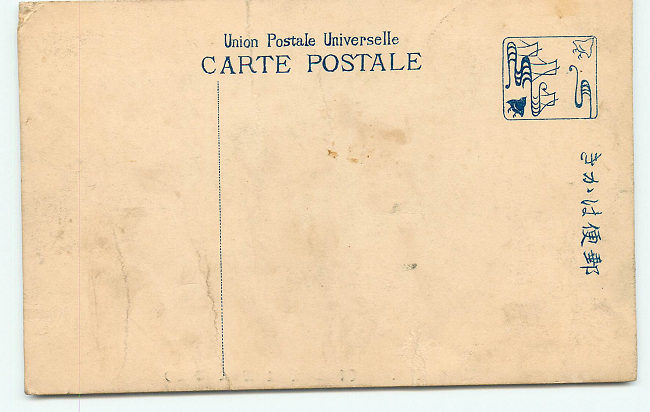 Union Postale Universelle
CARTE POSTALE
郵便はかき